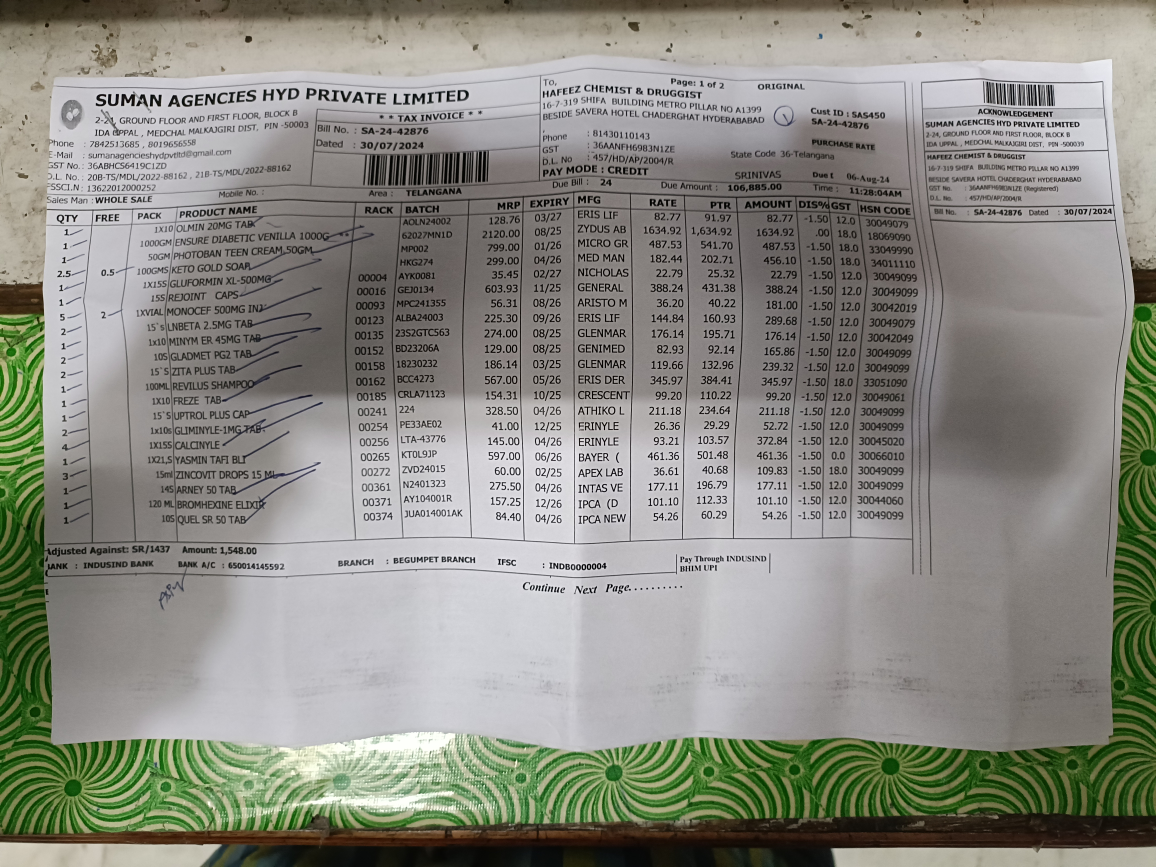 SUMAN AGENCIES HYD PRIVATE LIMITED
2-24, GROUND FLOOR AND FIRST FLOOR, BLOCK B
IDA UPPAL , MEDCHAL MALKAJGIRI DIST, PIN -500039
Phone : 7842513685 , 8019656558
E-Mail : sumanagencieshydpvtltd@gmail.com
GST No.: 36ABHCS6419C1ZD
D.L. No. : 20B-TS/MDL/2022-88162 , 21B-TS/MDL/2022-88162
FSSCI.N : 13622012000252
Mobile No. :
* * TAX INVOICE * *
Bill No. : SA-24-42876
Dated : 30/07/2024
Page: 1 of 2 ORIGINAL
To,
HAFEEZ CHEMIST & DRUGGIST
16-7-319 SHIFA BUILDING METRO PILLAR NO A1399
BESIDE SAVERA HOTEL CHADERGHAT HYDERABABAD
Phone : 81430110143
GST : 36AANFH6983N1ZE
D.L. No : 457/HD/AP/2004/R
State Code 36-Telangana
Cust ID : SAS450
SA-24-42876
PURCHASE RATE
PAY MODE : CREDIT SRINIVAS Due Dt 06-Aug-24
Sales Man : WHOLE SALE Area : TELANGANA Due Bill : 24 Due Amount : 106,885.00 Time : 11:28:04AM
QTY FREE PACK PRODUCT NAME RACK BATCH MRP EXPIRY MFG RATE PTR AMOUNT DIS% GST HSN CODE
1 1X10 OLMIN 20MG TAB AOLN24002 128.76 03/27 ERIS LIF 82.77 91.97 82.77 -1.50 12.0 30049079
1 1000GM ENSURE DIABETIC VENILLA 1000G 62027MN1D 2120.00 08/25 ZYDUS AB 1634.92 1,634.92 1634.92 .00 18.0 18069090
1 50GM PHOTOBAN TEEN CREAM,50GM MP002 799.00 01/26 MICRO GR 487.53 541.70 487.53 -1.50 18.0 33049990
2.5 0.5 100GMS KETO GOLD SOAP HKG274 299.00 04/26 MED MAN 182.44 202.71 456.10 -1.50 18.0 34011110
1 1X15S GLUFORMIN XL-500MG 00004 AYK0081 35.45 02/27 NICHOLAS 22.79 25.32 22.79 -1.50 12.0 30049099
1 15S REJOINT CAPS 00016 GEJ0134 603.93 11/25 GENERAL 388.24 431.38 388.24 -1.50 12.0 30049099
5 2 1XVIAL MONOCEF 500MG INJ 00093 MPC241355 56.31 08/26 ARISTO M 36.20 40.22 181.00 -1.50 12.0 30042019
2 15`S LNBETA 2.5MG TAB 00123 ALBA24003 225.30 09/26 ERIS LIF 144.84 160.93 289.68 -1.50 12.0 30049079
1 1x10 MINYM ER 45MG TAB 00135 23S2GTC563 274.00 08/25 GLENMAR 176.14 195.71 176.14 -1.50 12.0 30042049
2 10S GLADMET PG2 TAB 00152 BD23206A 129.00 08/25 GENIMED 82.93 92.14 165.86 -1.50 12.0 30049099
2 15`S ZITA PLUS TAB 00158 18230232 186.14 03/25 GLENMAR 119.66 132.96 239.32 -1.50 12.0 30049099
1 100ML REVILUS SHAMPOO 00162 BCC4273 567.00 05/26 ERIS DER 345.97 384.41 345.97 -1.50 18.0 33051090
1 1X10 FREZE TAB 00185 CRLA71123 154.31 10/25 CRESCENT 99.20 110.22 99.20 -1.50 12.0 30049061
1 15`S UPTROL PLUS CAP 00241 224 328.50 04/26 ATHIKO L 211.18 234.64 211.18 -1.50 12.0 30049099
2 1x10s GLIMINYLE-1MG TAB 00254 PE33AE02 41.00 12/25 ERINYLE 26.36 29.29 52.72 -1.50 12.0 30049099
4 1X15S CALCINYLE 00256 LTA-43776 145.00 04/26 ERINYLE 93.21 103.57 372.84 -1.50 12.0 30045020
1 1X21,S YASMIN TAFI BLI 00265 KT0L9JP 597.00 06/26 BAYER ( 461.36 501.48 461.36 -1.50 0.0 30066010
3 15ml ZINCOVIT DROPS 15 ML 00272 ZVD24015 60.00 02/25 APEX LAB 36.61 40.68 109.83 -1.50 18.0 30049099
1 14S ARNEY 50 TAB 00361 N2401323 275.50 04/26 INTAS VE 177.11 196.79 177.11 -1.50 12.0 30049099
1 120 ML BROMHEXINE ELIXIR 00371 AY104001R 157.25 12/26 IPCA (D 101.10 112.33 101.10 -1.50 12.0 30044060
1 10S QUEL SR 50 TAB 00374 JUA014001AK 84.40 04/26 IPCA NEW 54.26 60.29 54.26 -1.50 12.0 30049099
Adjusted Against: SR/1437 Amount: 1,548.00
BANK : INDUSIND BANK BANK A/C : 650014145592 BRANCH : BEGUMPET BRANCH IFSC : INDB0000004 Pay Through INDUSIND
BHIM UPI
Continue Next Page.........
ACKNOWLEDGEMENT
SUMAN AGENCIES HYD PRIVATE LIMITED
2-24, GROUND FLOOR AND FIRST FLOOR, BLOCK B
IDA UPPAL , MEDCHAL MALKAJGIRI DIST, PIN -500039
HAFEEZ CHEMIST & DRUGGIST
16-7-319 SHIFA BUILDING METRO PILLAR NO A1399
BESIDE SAVERA HOTEL CHADERGHAT HYDERABABAD
GST No. : 36AANFH6983N1ZE (Registered)
D.L. No. : 457/HD/AP/2004/R
Bill No. : SA-24-42876 Dated : 30/07/2024